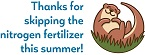 Thanks for
skipping the
nitrogen fertilizer
this summer!